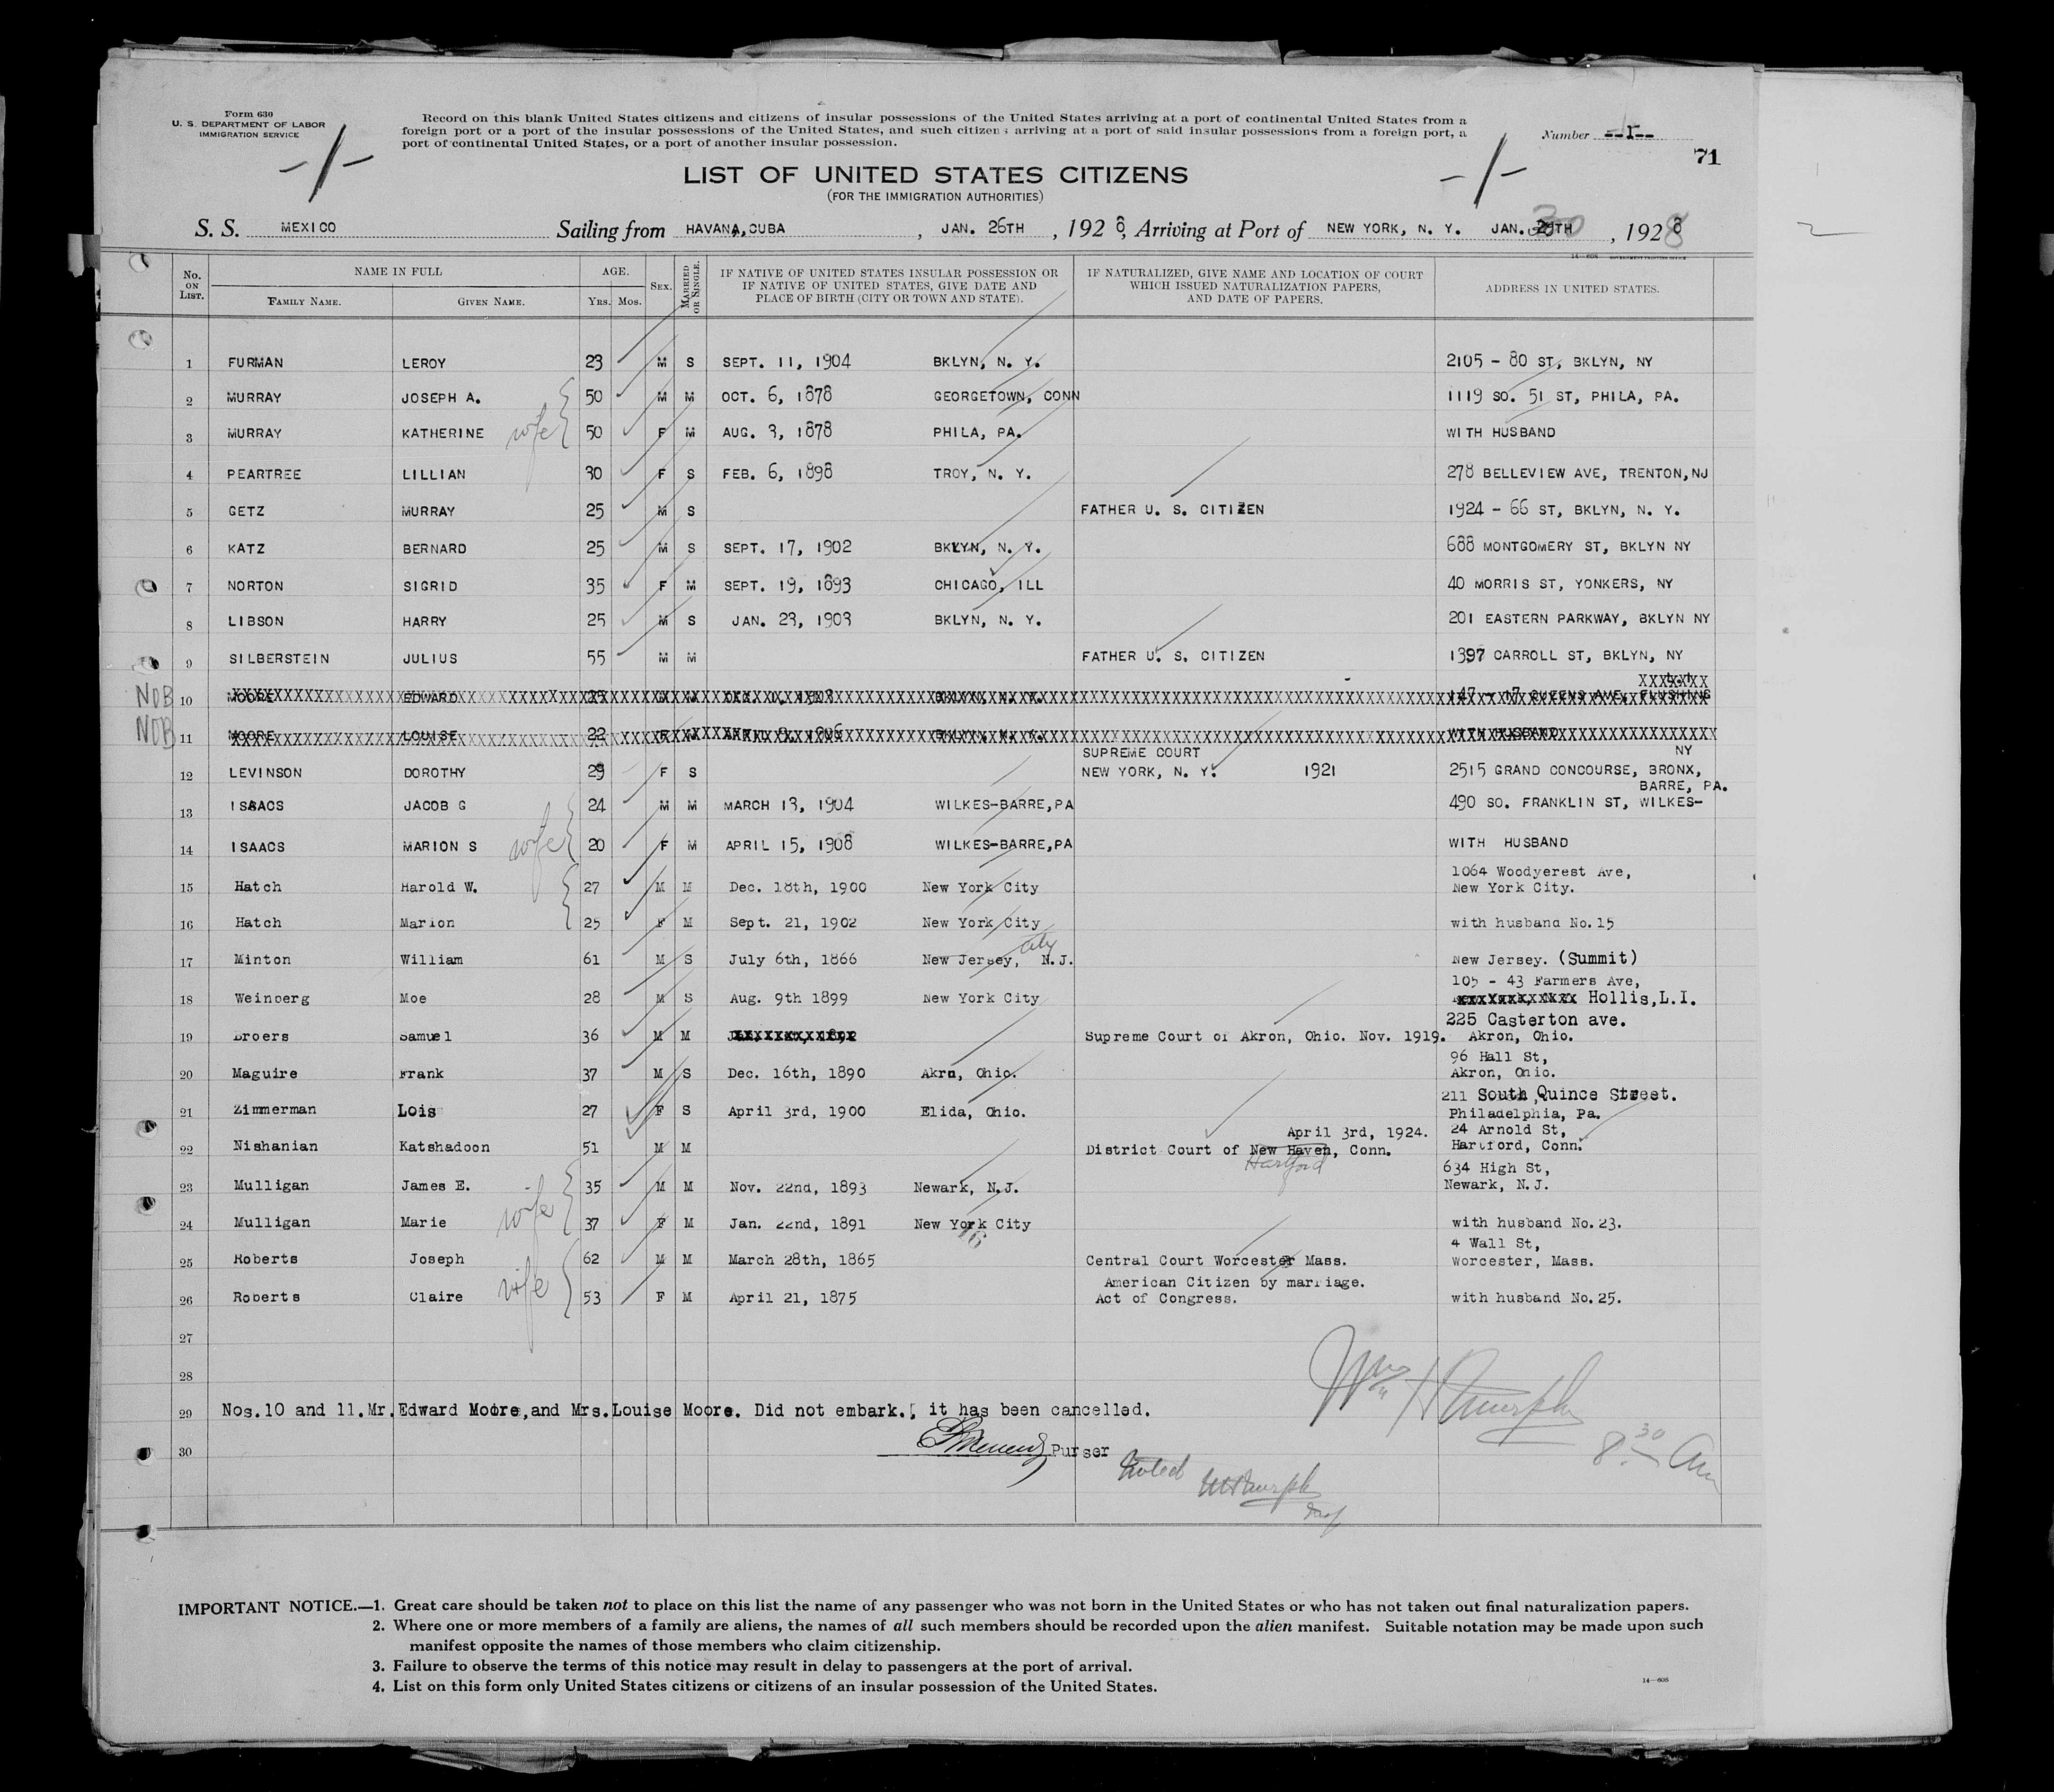 Form 630
U. S. DEPARTMENT OF LABOR
IMMIGRATION SERVICE
Record on this blank United States citizens and citizens of insular possessions of the United States arriving at a port of continental United States from a
foreign port or a port of the insular possessions of the United States, and such citizens arriving at a port of said insular possessions from a foreign port, a
port of continental United States, or a port of another insular possession.
Number --1--
71
-/- -/-
LIST OF UNITED STATES CITIZENS
(FOR THE IMMIGRATION AUTHORITIES)
S. S. MEXICO Sailing from HAVANA, CUBA, JAN. 26TH, 1928, Arriving at Port of NEW YORK, N. Y. JAN. 30, 1928
No. ON LIST. NAME IN FULL AGE. SEX. MARRIED OR SINGLE. IF NATIVE OF UNITED STATES INSULAR POSSESSION OR IF NATIVE OF UNITED STATES, GIVE DATE AND PLACE OF BIRTH (CITY OR TOWN AND STATE). IF NATURALIZED, GIVE NAME AND LOCATION OF COURT WHICH ISSUED NATURALIZATION PAPERS, AND DATE OF PAPERS. ADDRESS IN UNITED STATES.
FAMILY NAME. GIVEN NAME. Yrs. Mos.
1 FURMAN LEROY 23 M S SEPT. 11, 1904 BKLYN, N. Y. 2105 - 80 ST, BKLYN, NY
2 MURRAY JOSEPH A. 50 M M OCT. 6, 1878 GEORGETOWN, CONN 1119 SO. 51 ST, PHILA, PA.
3 MURRAY KATHERINE wife 50 F M AUG. 3, 1878 PHILA, PA. WITH HUSBAND
4 PEARTREE LILLIAN 30 F S FEB. 6, 1898 TROY, N. Y. 278 BELLEVIEW AVE, TRENTON,NJ
5 GETZ MURRAY 25 M S FATHER U. S. CITIZEN 1924 - 66 ST, BKLYN, N. Y.
6 KATZ BERNARD 25 M S SEPT. 17, 1902 BKLYN, N. Y. 688 MONTGOMERY ST, BKLYN NY
7 NORTON SIGRID 35 F M SEPT. 19, 1893 CHICAGO, ILL 40 MORRIS ST, YONKERS, NY
8 LIBSON HARRY 25 M S JAN. 23, 1903 BKLYN, N. Y. 201 EASTERN PARKWAY, BKLYN NY
9 SILBERSTEIN JULIUS 55 M M FATHER U. S. CITIZEN 1397 CARROLL ST, BKLYN, NY
NOB 10 MOORE EDWARD 147 - 17 QUEENS AVE, FLUSHING
NOB 11 MOORE LOUISE 22 F M BKLYN, N. Y. WITH HUSBAND
SUPREME COURT NY
12 LEVINSON DOROTHY 29 F S NEW YORK, N. Y. 1921 2515 GRAND CONCOURSE, BRONX,
BARRE, PA.
13 ISAACS JACOB G 24 M M MARCH 13, 1904 WILKES-BARRE,PA 490 SO. FRANKLIN ST, WILKES-
14 ISAACS MARION S wife 20 F M APRIL 15, 1908 WILKES-BARRE,PA WITH HUSBAND
1064 Woodyerest Ave,
15 Hatch Harold W. 27 M M Dec. 18th, 1900 New York City New York City.
16 Hatch Marion 25 F M Sept. 21, 1902 New York City with husband No.15
City
17 Minton William 61 M S July 6th, 1866 New Jersey, N.J. New Jersey. (Summit)
105 - 43 Farmers Ave,
18 Weinberg Moe 28 M S Aug. 9th 1899 New York City Hollis,L.I.
225 Casterton ave.
19 Broers Samuel 36 M M Supreme Court of Akron, Ohio. Nov. 1919. Akron, Ohio.
96 Hall St,
20 Maguire Frank 37 M S Dec. 16th, 1890 Akrn, Ohio. Akron, Ohio.
211 South Quince Street.
21 Zimmerman Lois 27 F S April 3rd, 1900 Elida, Ohio. Philadelphia, Pa.
April 3rd, 1924. 24 Arnold St,
22 Nishanian Katshadoon 51 M M District Court of New Haven, Conn. Hartford, Conn.
Hartford
634 High St,
23 Mulligan James E. 35 M M Nov. 22nd, 1893 Newark, N.J. Newark, N.J.
24 Mulligan Marie wife 37 F M Jan. 22nd, 1891 New York City with husband No.23.
16
4 Wall St,
25 Roberts Joseph 62 M M March 28th, 1865 Central Court Worcester Mass. Worcester, Mass.
American Citizen by marriage.
26 Roberts Claire wife 53 F M April 21, 1875 Act of Congress. with husband No.25.
27
28
29 Nos.10 and 11.Mr.Edward Moore,and Mrs.Louise Moore. Did not embark., it has been cancelled.
Wm H Murphy
30 Purser
8.30 Am
Noted
WHMurphy
Insp
IMPORTANT NOTICE.—1. Great care should be taken not to place on this list the name of any passenger who was not born in the United States or who has not taken out final naturalization papers.
2. Where one or more members of a family are aliens, the names of all such members should be recorded upon the alien manifest. Suitable notation may be made upon such
manifest opposite the names of those members who claim citizenship.
3. Failure to observe the terms of this notice may result in delay to passengers at the port of arrival.
4. List on this form only United States citizens or citizens of an insular possession of the United States.
14—608